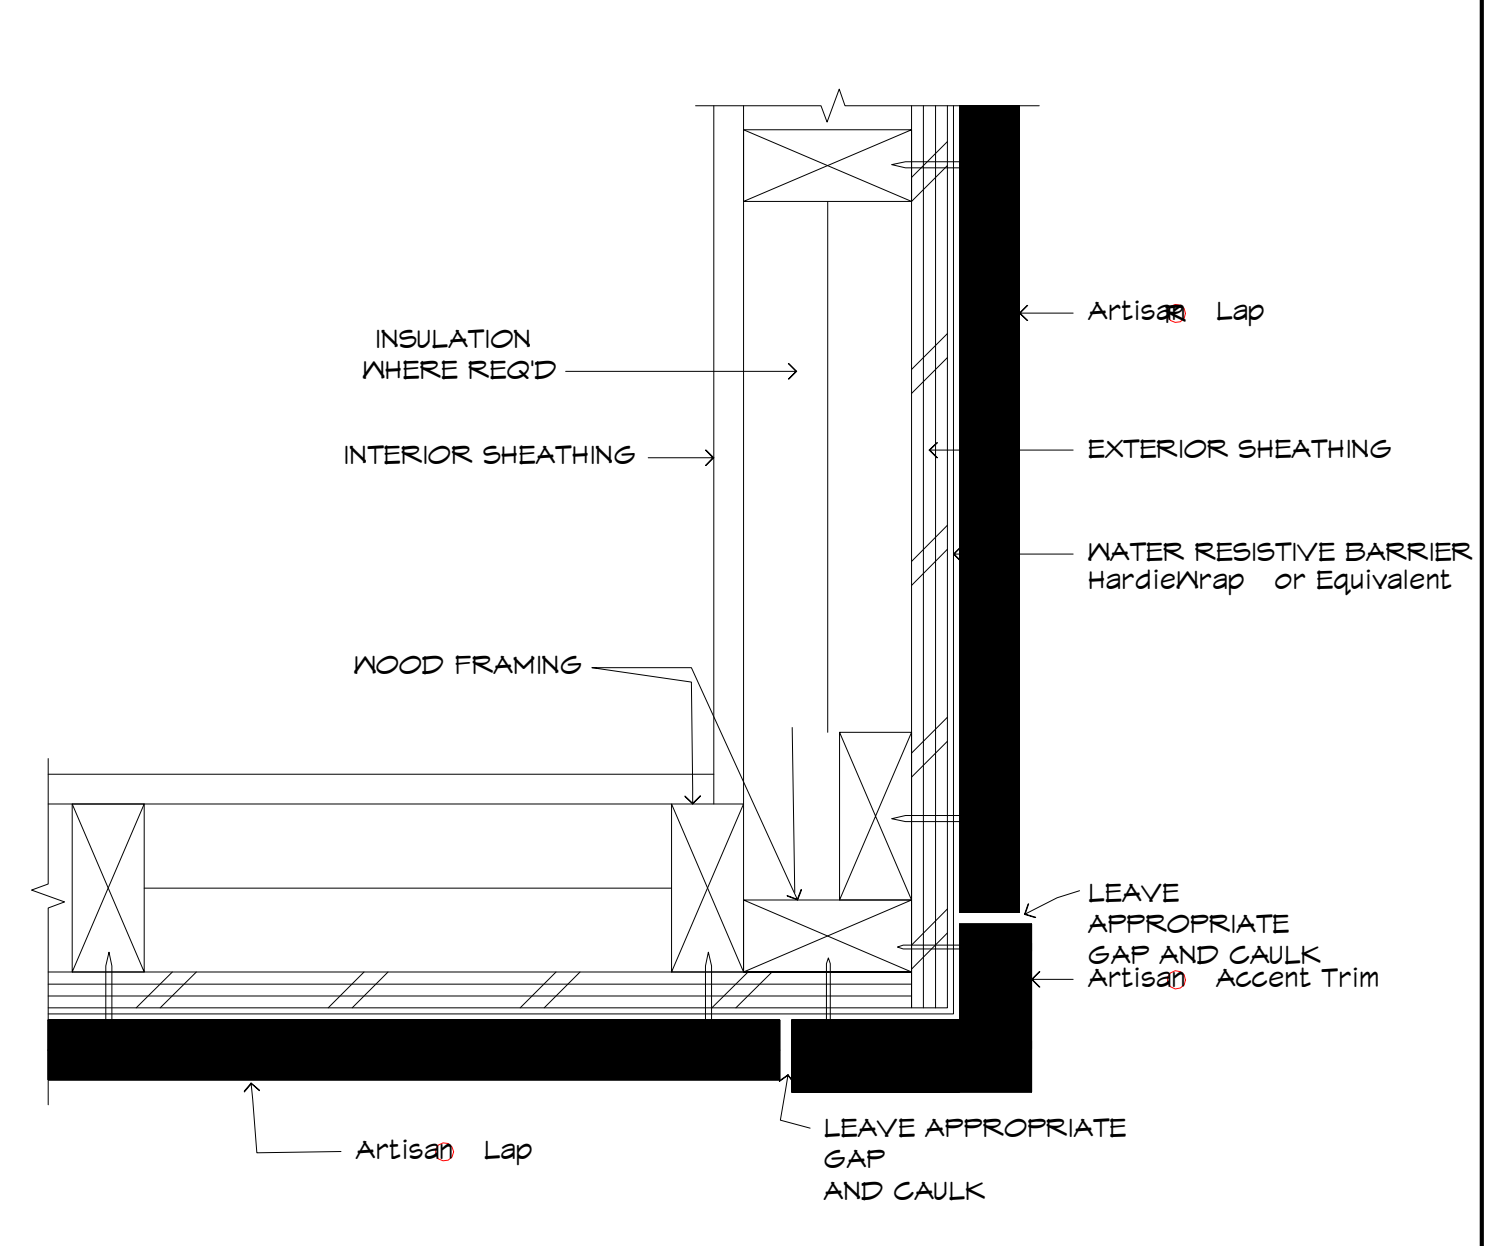 Artisan® Lap
INSULATION
WHERE REQ'D
INTERIOR SHEATHING
EXTERIOR SHEATHING
WATER RESISTIVE BARRIER
HardieWrap or Equivalent
WOOD FRAMING
LEAVE
APPROPRIATE
GAP AND CAULK
Artisan Accent Trim
LEAVE APPROPRIATE
GAP
AND CAULK
Artisan Lap